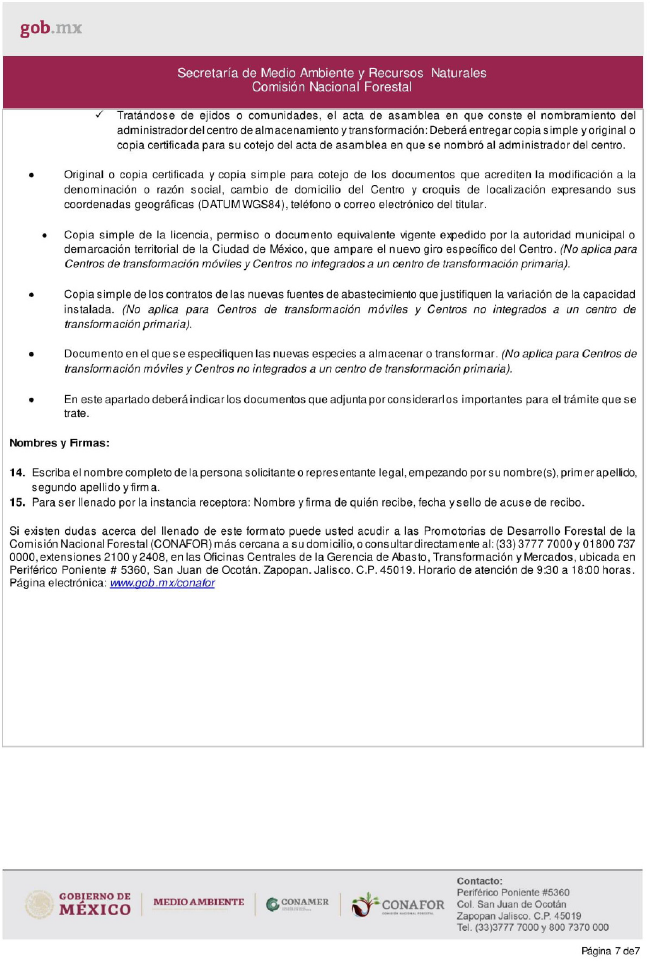 gob.mx
Secretaría de Medio Ambiente y Recursos Naturales
Comisión Nacional Forestal
✓ Tratándose de ejidos o comunidades, el acta de asamblea en que conste el nombramiento del
administrador del centro de almacenamiento y transformación: Deberá entregar copia simple y original o
copia certificada para su cotejo del acta de asamblea en que se nombró al administrador del centro.
• Original o copia certificada y copia simple para cotejo de los documentos que acrediten la modificación a la
denominación o razón social, cambio de domicilio del Centro y croquis de localización expresando sus
coordenadas geográficas (DATUM WGS84), teléfono o correo electrónico del titular.
• Copia simple de la licencia, permiso o documento equivalente vigente expedido por la autoridad municipal o
demarcación territorial de la Ciudad de México, que ampare el nuevo giro específico del Centro. (No aplica para
Centros de transformación móviles y Centros no integrados a un centro de transformación primaria).
• Copia simple de los contratos de las nuevas fuentes de abastecimiento que justifiquen la variación de la capacidad
instalada. (No aplica para Centros de transformación móviles y Centros no integrados a un centro de
transformación primaria).
• Documento en el que se especifiquen las nuevas especies a almacenar o transformar. (No aplica para Centros de
transformación móviles y Centros no integrados a un centro de transformación primaria).
• En este apartado deberá indicar los documentos que adjunta por considerarlos importantes para el trámite que se
trate.
Nombres y Firmas:
14. Escriba el nombre completo de la persona solicitante o representante legal, empezando por su nombre(s), primer apellido,
segundo apellido y firma.
15. Para ser llenado por la instancia receptora: Nombre y firma de quién recibe, fecha y sello de acuse de recibo.
Si existen dudas acerca del llenado de este formato puede usted acudir a las Promotorias de Desarrollo Forestal de la
Comisión Nacional Forestal (CONAFOR) más cercana a su domicilio, o consultar directamente al: (33) 3777 7000 y 01800 737
0000, extensiones 2100 y 2408, en las Oficinas Centrales de la Gerencia de Abasto, Transformación y Mercados, ubicada en
Periférico Poniente # 5360, San Juan de Ocotán. Zapopan. Jalisco. C.P. 45019. Horario de atención de 9:30 a 18:00 horas.
Página electrónica: www.gob.mx/conafor
GOBIERNO DE
MÉXICO
MEDIO AMBIENTE
CONAMER
CONAFOR
COMISIÓN NACIONAL FORESTAL
Contacto:
Periférico Poniente #5360
Col. San Juan de Ocotán
Zapopan Jalisco. C.P. 45019
Tel. (33)3777 7000 y 800 7370 000
Página 7 de7